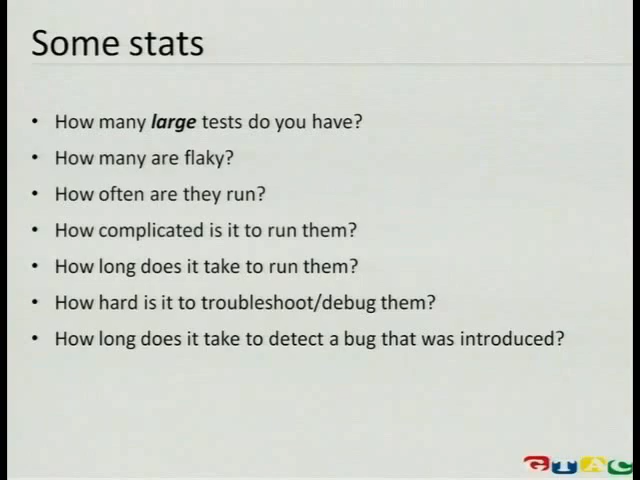 Some stats
• How many large tests do you have?
• How many are flaky?
• How often are they run?
• How complicated is it to run them?
• How long does it take to run them?
• How hard is it to troubleshoot/debug them?
• How long does it take to detect a bug that was introduced?
GTAC